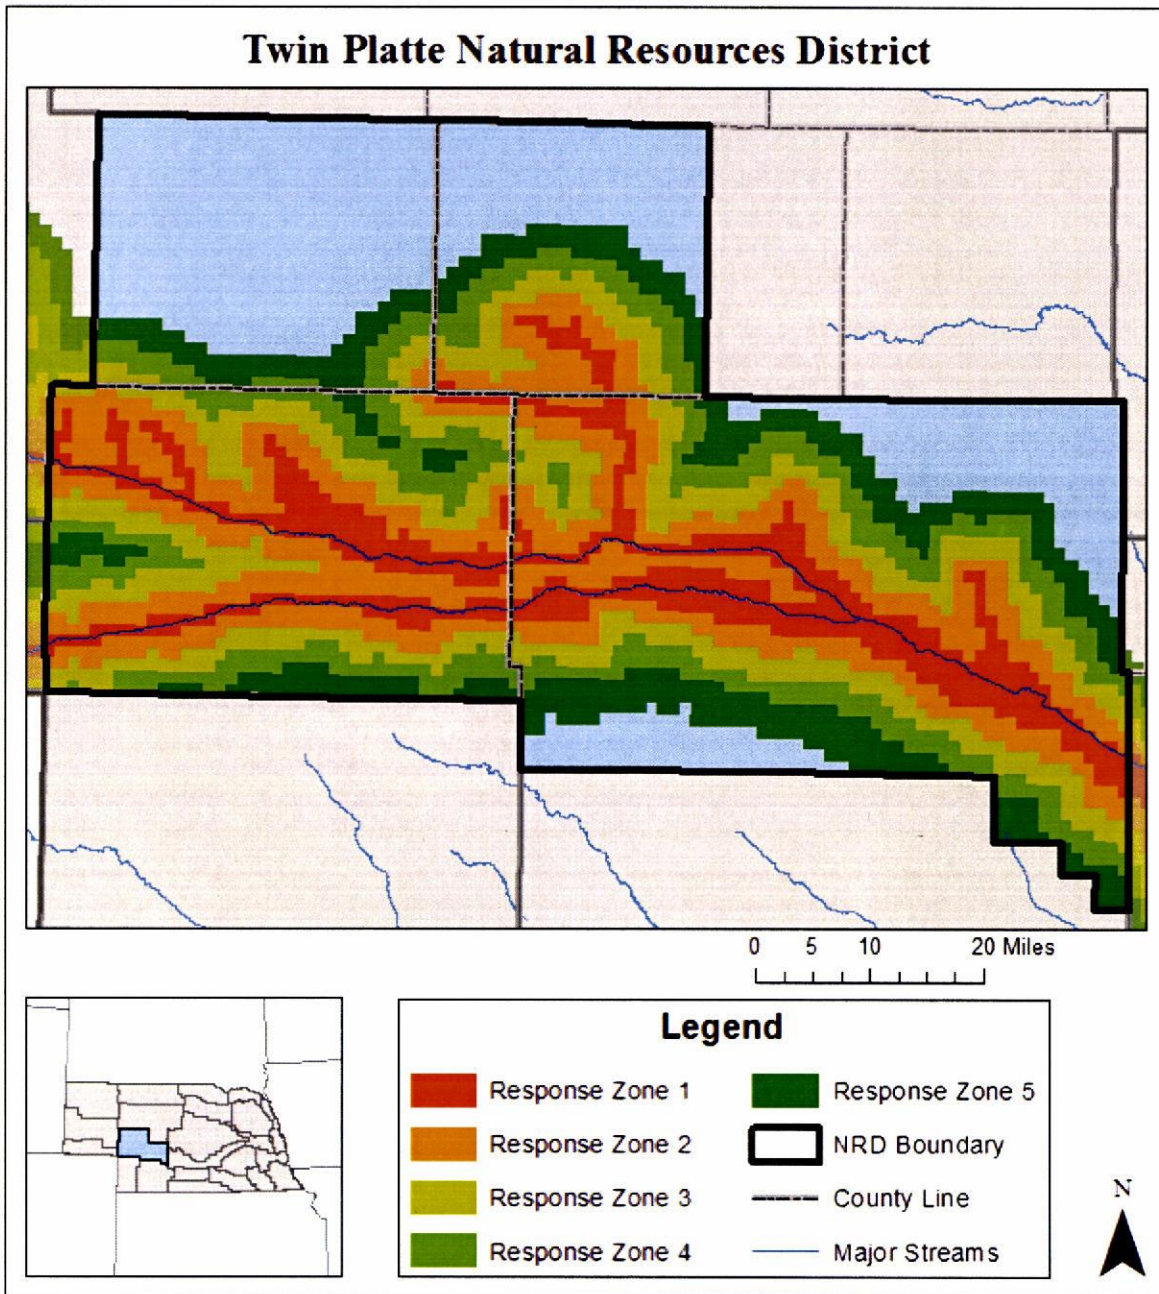 Twin Platte Natural Resources District
0 5 10 20 Miles
Legend
Response Zone 1
Response Zone 2
Response Zone 3
Response Zone 4
Response Zone 5
NRD Boundary
County Line
Major Streams
N